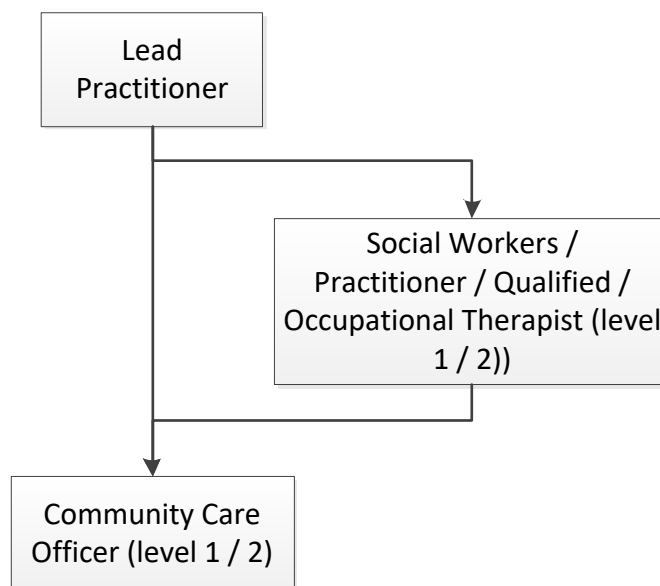 Lead
Practitioner
Social Workers /
Practitioner / Qualified /
Occupational Therapist (level
1 / 2))
Community Care
Officer (level 1 / 2)